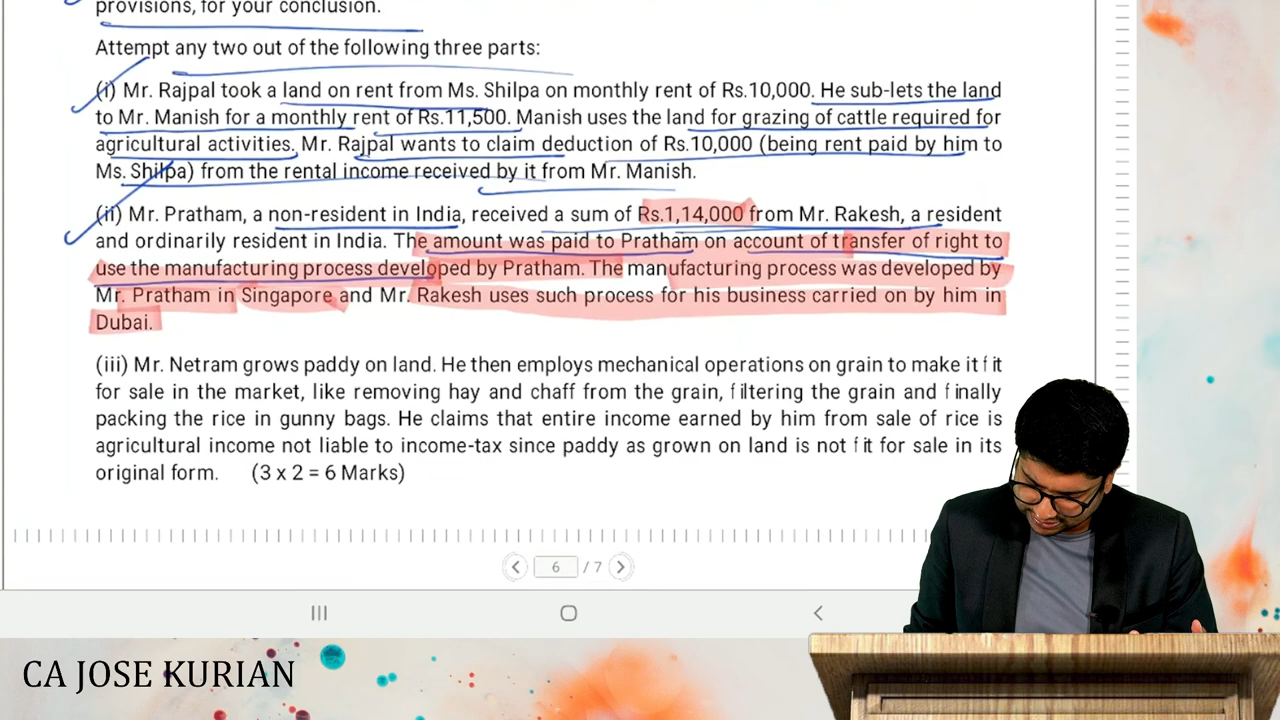 provisions, for your conclusion.
Attempt any two out of the following three parts:
(i) Mr. Rajpal took a land on rent from Ms. Shilpa on monthly rent of Rs.10,000. He sub-lets the land
to Mr. Manish for a monthly rent of Rs.11,500. Manish uses the land for grazing of cattle required for
agricultural activities. Mr. Rajpal wants to claim deduction of Rs.10,000 (being rent paid by him to
Ms. Shilpa) from the rental income received by it from Mr. Manish.
(ii) Mr. Pratham, a non-resident in India, received a sum of Rs.1,14,000 from Mr. Rakesh, a resident
and ordinarily resident in India. The amount was paid to Pratham on account of transfer of right to
use the manufacturing process developed by Pratham. The manufacturing process was developed by
Mr. Pratham in Singapore and Mr. Rakesh uses such process for his business carried on by him in
Dubai.
(iii) Mr. Netram grows paddy on land. He then employs mechanical operations on grain to make it fit
for sale in the market, like removing hay and chaff from the grain, filtering the grain and finally
packing the rice in gunny bags. He claims that entire income earned by him from sale of rice is
agricultural income not liable to income-tax since paddy as grown on land is not fit for sale in its
original form. (3 x 2 = 6 Marks)
6 / 7
CA JOSE KURIAN